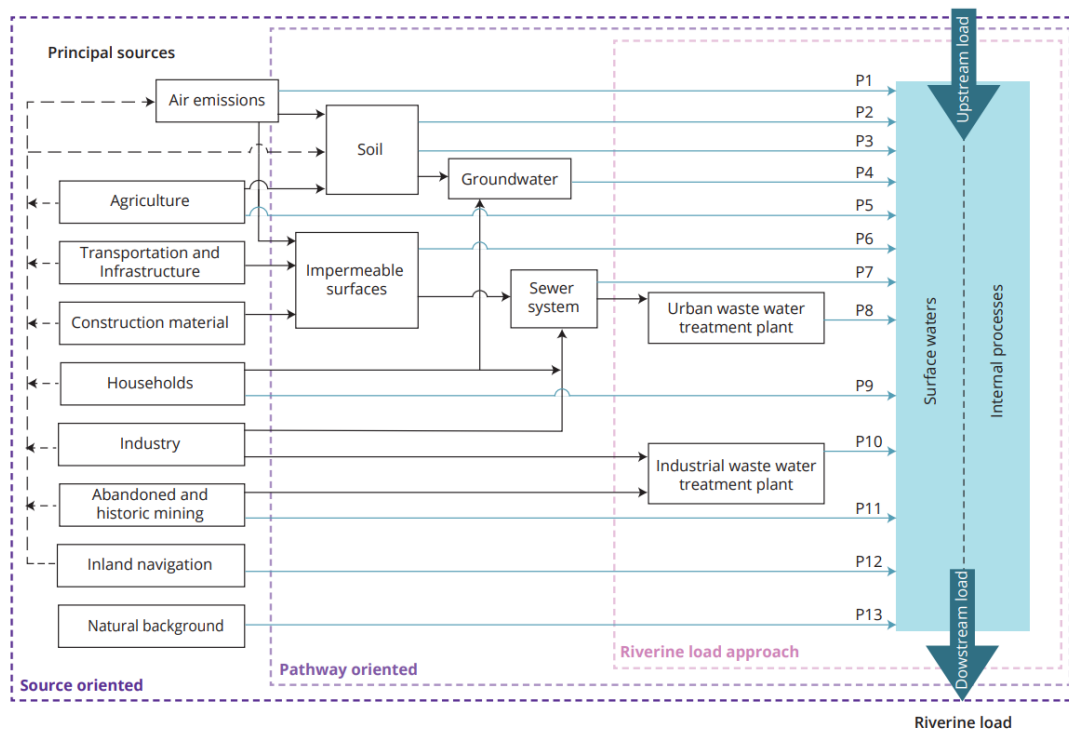 Principal sources
Upstream load
Air emissions
P1
P2
Soil
P3
Groundwater
P4
Agriculture
P5
Transportation and
Infrastructure
P6
Impermeable
surfaces
Sewer
system
P7
Construction material
Urban waste water
treatment plant
P8
Surface waters
Internal processes
Households
P9
Industry
P10
Industrial waste water
treatment plant
Abandoned and
historic mining
P11
Inland navigation
P12
Natural background
P13
Dowstream load
Riverine load approach
Pathway oriented
Source oriented
Riverine load